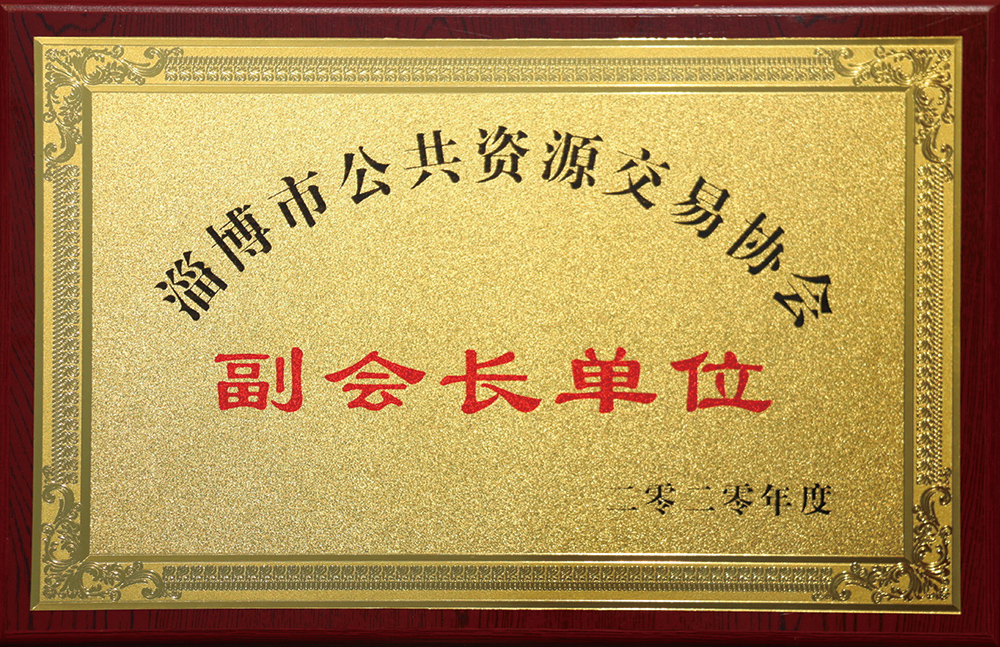 淄博市公共资源交易协会
副会长单位
二零二零年度